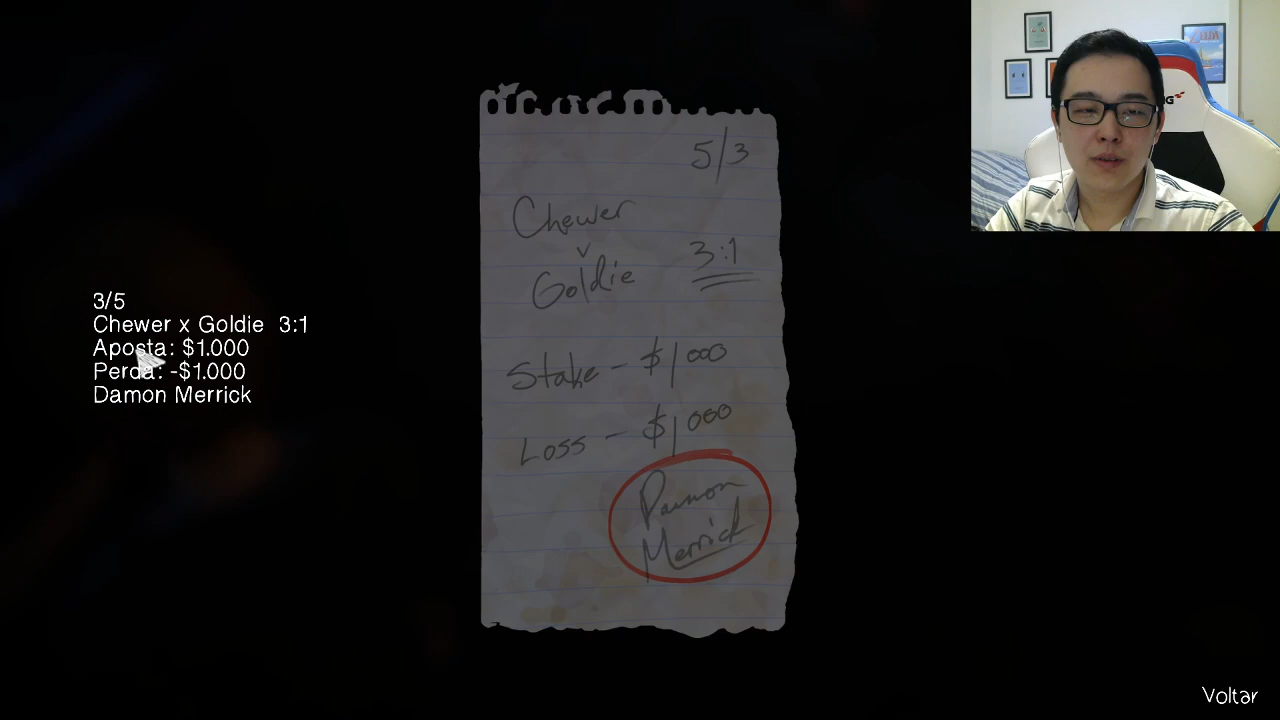 5/3
Chewer
v
Goldie 3:1
Stake - $1000
Loss - $1000
Damon
Merrick
3/5
Chewer x Goldie 3:1
Aposta: $1.000
Perda: -$1.000
Damon Merrick
Voltar